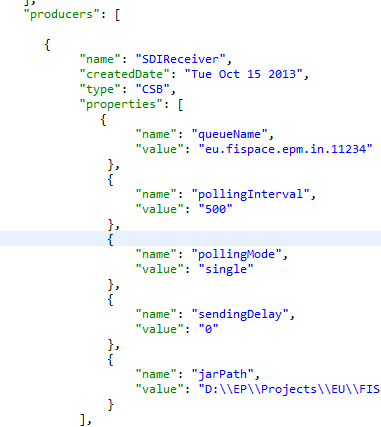 ],
"producers": [
{
"name": "SDIReceiver",
"createdDate": "Tue Oct 15 2013",
"type": "CSB",
"properties": [
{
"name": "queueName",
"value": "eu.fispace.epm.in.11234"
},
{
"name": "pollingInterval",
"value": "500"
},
{
"name": "pollingMode",
"value": "single"
},
{
"name": "sendingDelay",
"value": "0"
},
{
"name": "jarPath",
"value": "D:\\EP\\Projects\\EU\\FIS
}
],